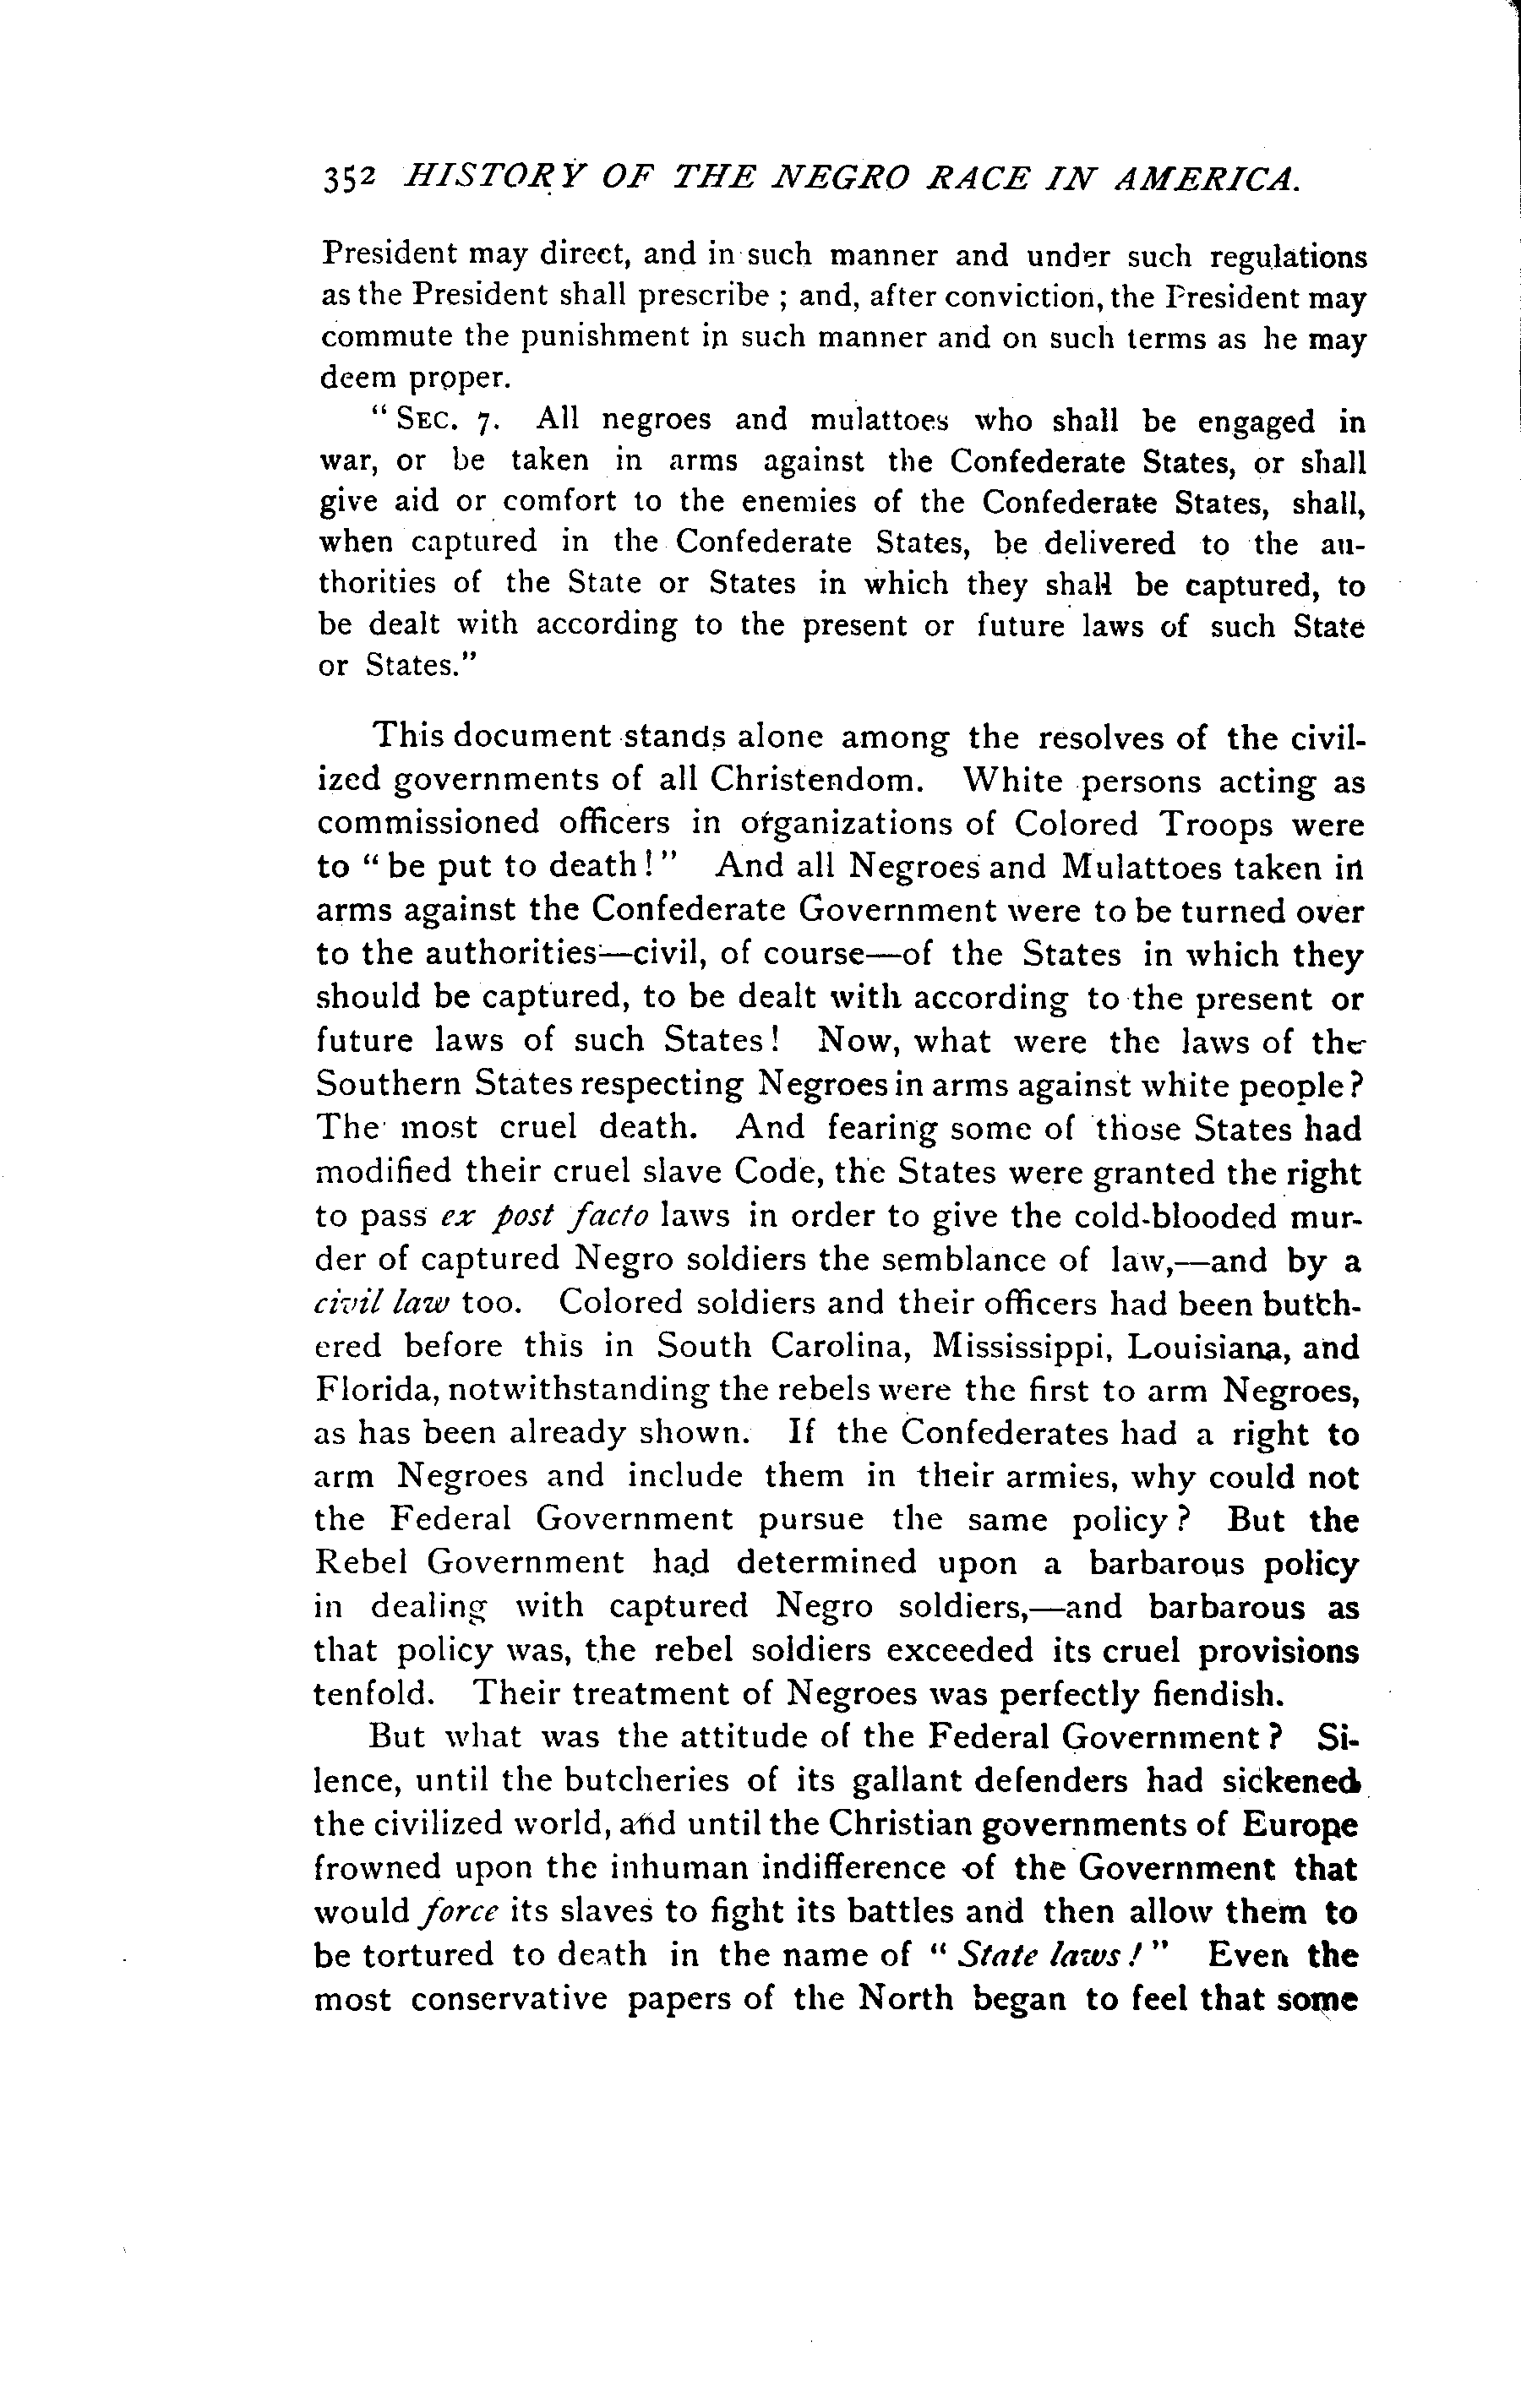 352 HISTORY OF THE NEGRO RACE IN AMERICA.
President may direct, and in such manner and under such regulations
as the President shall prescribe ; and, after conviction, the President may
commute the punishment in such manner and on such terms as he may
deem proper.
" SEC. 7. All negroes and mulattoes who shall be engaged in
war, or be taken in arms against the Confederate States, or shall
give aid or comfort to the enemies of the Confederate States, shall,
when captured in the Confederate States, be delivered to the au-
thorities of the State or States in which they shall be captured, to
be dealt with according to the present or future laws of such State
or States."
This document stands alone among the resolves of the civil-
ized governments of all Christendom. White persons acting as
commissioned officers in organizations of Colored Troops were
to " be put to death ! " And all Negroes and Mulattoes taken in
arms against the Confederate Government were to be turned over
to the authorities—civil, of course—of the States in which they
should be captured, to be dealt with according to the present or
future laws of such States ! Now, what were the laws of the
Southern States respecting Negroes in arms against white people ?
The most cruel death. And fearing some of those States had
modified their cruel slave Code, the States were granted the right
to pass ex post facto laws in order to give the cold-blooded mur-
der of captured Negro soldiers the semblance of law,—and by a
civil law too. Colored soldiers and their officers had been butch-
ered before this in South Carolina, Mississippi, Louisiana, and
Florida, notwithstanding the rebels were the first to arm Negroes,
as has been already shown. If the Confederates had a right to
arm Negroes and include them in their armies, why could not
the Federal Government pursue the same policy ? But the
Rebel Government had determined upon a barbarous policy
in dealing with captured Negro soldiers,—and barbarous as
that policy was, the rebel soldiers exceeded its cruel provisions
tenfold. Their treatment of Negroes was perfectly fiendish.
But what was the attitude of the Federal Government ? Si-
lence, until the butcheries of its gallant defenders had sickened
the civilized world, and until the Christian governments of Europe
frowned upon the inhuman indifference of the Government that
would force its slaves to fight its battles and then allow them to
be tortured to death in the name of " State laws ! " Even the
most conservative papers of the North began to feel that some